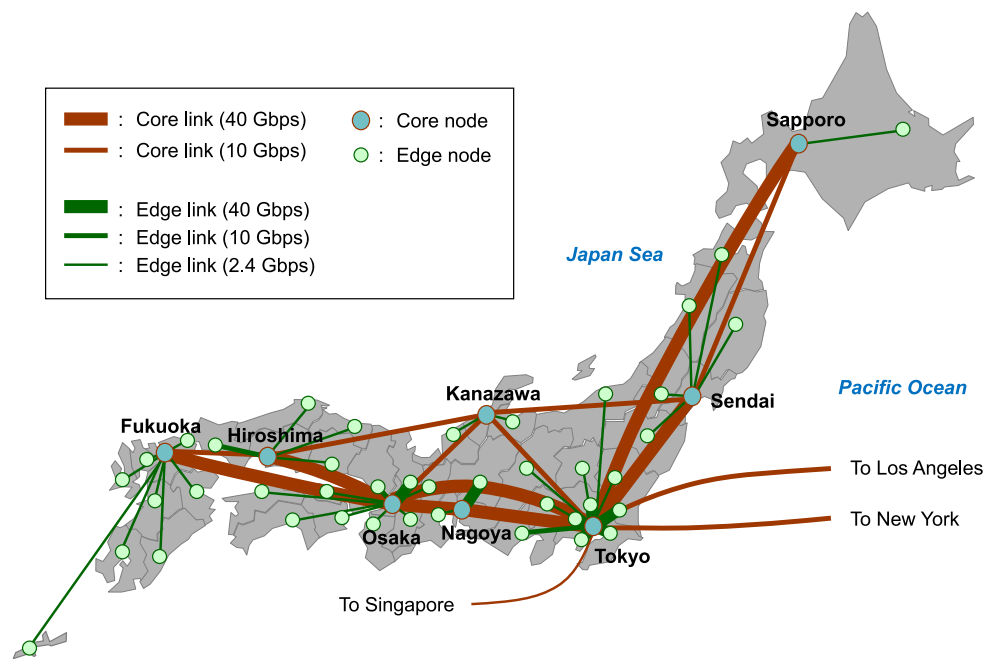 : Core link (40 Gbps)
: Core node
: Core link (10 Gbps)
: Edge node
: Edge link (40 Gbps)
: Edge link (10 Gbps)
: Edge link (2.4 Gbps)
Sapporo
Japan Sea
Pacific Ocean
Kanazawa
Sendai
Fukuoka
Hiroshima
To Los Angeles
To New York
Osaka
Nagoya
Tokyo
To Singapore